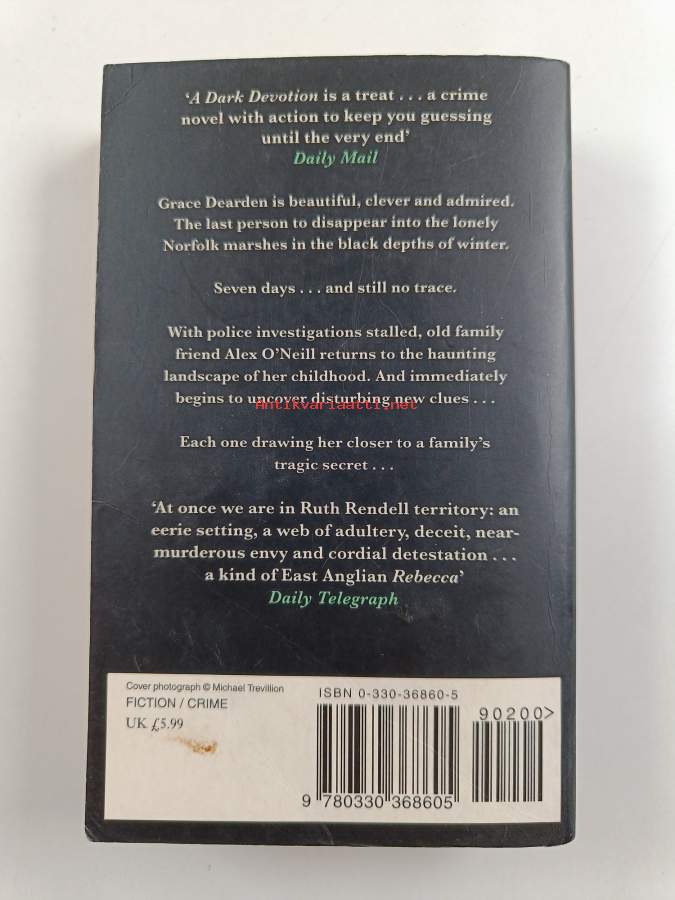 ‘A Dark Devotion is a treat . . . a crime
novel with action to keep you guessing
until the very end’
Daily Mail
Grace Dearden is beautiful, clever and admired.
The last person to disappear into the lonely
Norfolk marshes in the black depths of winter.
Seven days . . . and still no trace.
With police investigations stalled, old family
friend Alex O’Neill returns to the haunting
landscape of her childhood. And immediately
begins to uncover disturbing new clues . . .
Antikvariaatti.net
Each one drawing her closer to a family’s
tragic secret . . .
‘At once we are in Ruth Rendell territory: an
eerie setting, a web of adultery, deceit, near-
murderous envy and cordial detestation . . .
a kind of East Anglian Rebecca’
Daily Telegraph
Cover photograph © Michael Trevillion
FICTION / CRIME
UK £5.99
ISBN 0-330-36860-5
90200>
9 780330 368605